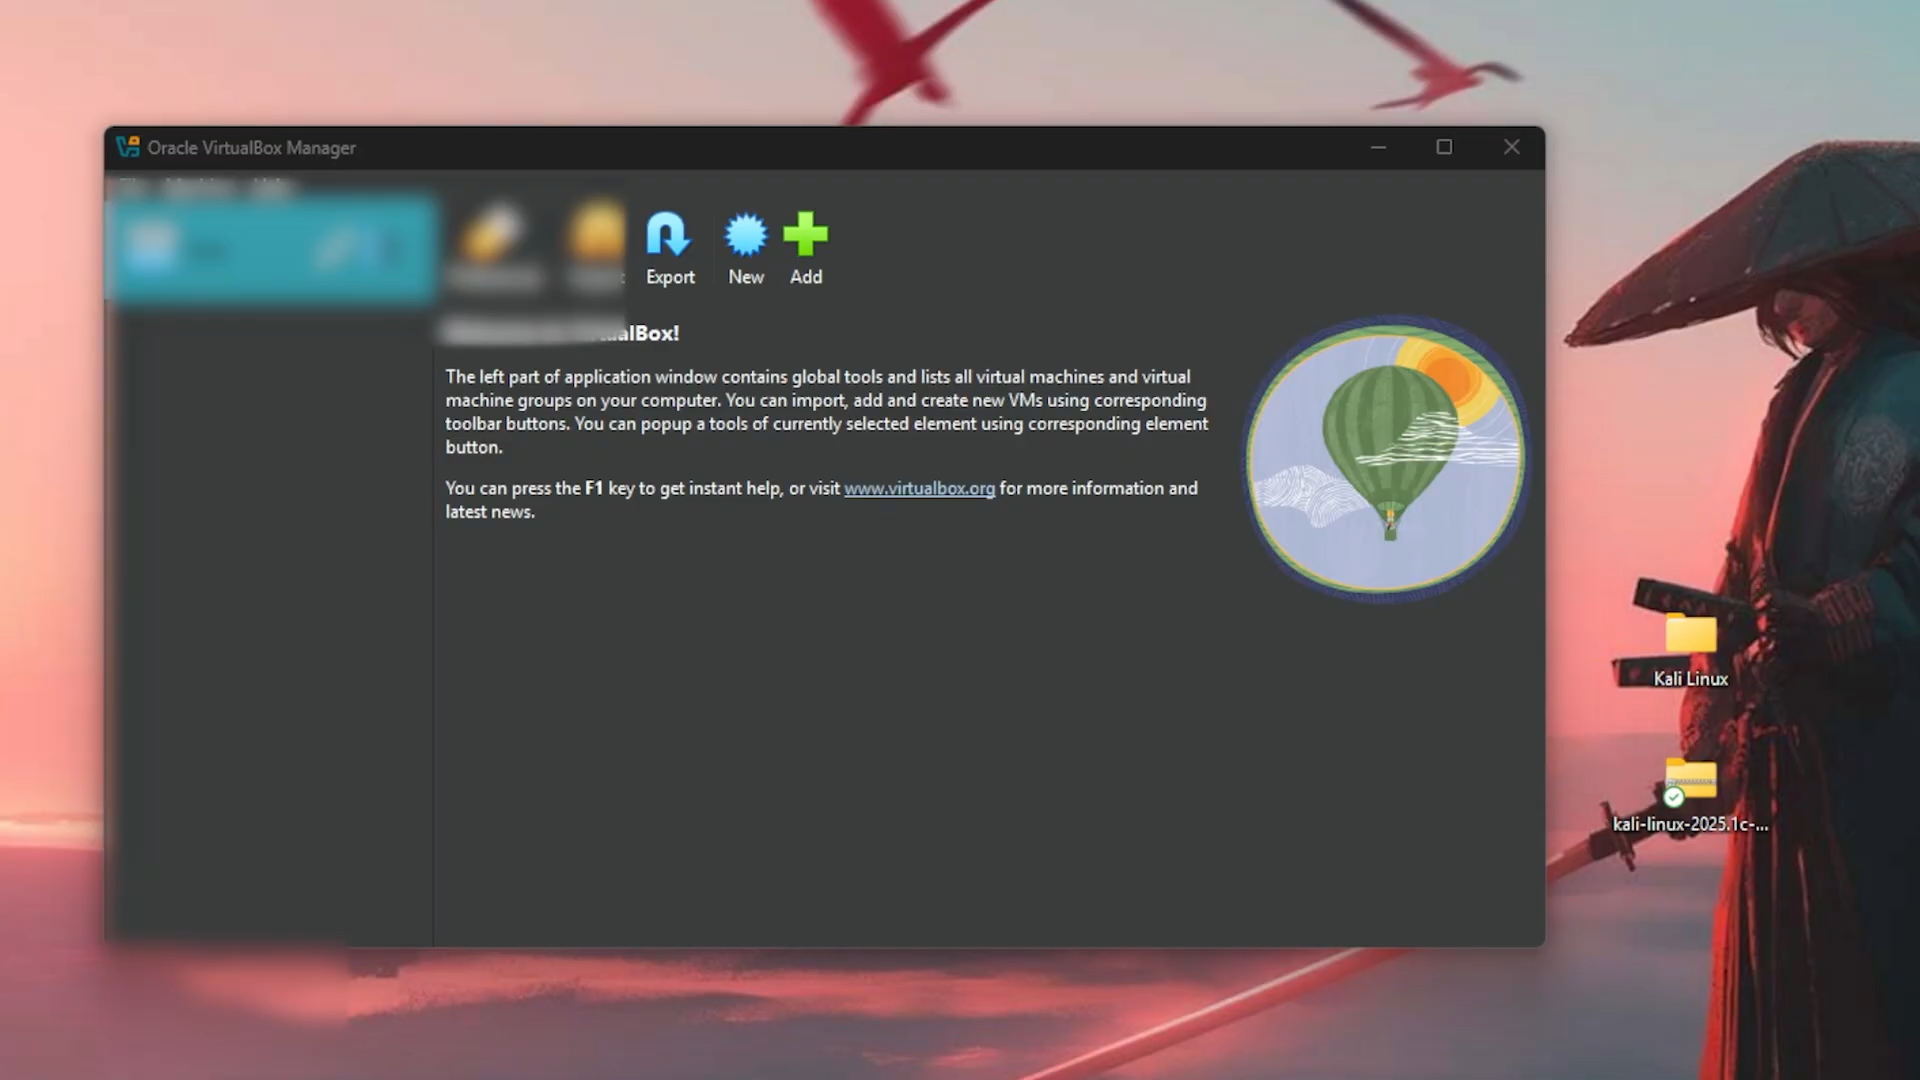 Oracle VirtualBox Manager
Export
New
Add
alBox!
The left part of application window contains global tools and lists all virtual machines and virtual
machine groups on your computer. You can import, add and create new VMs using corresponding
toolbar buttons. You can popup a tools of currently selected element using corresponding element
button.
You can press the F1 key to get instant help, or visit www.virtualbox.org for more information and
latest news.
Kali Linux
kali-linux-2025.1c-...